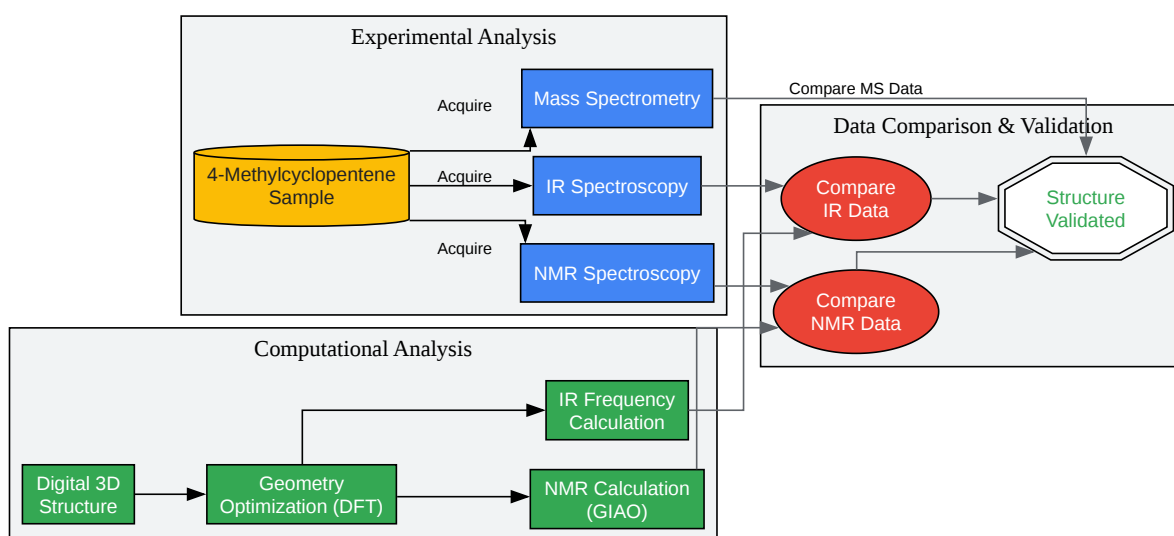 Experimental Analysis
Mass Spectrometry
Compare MS Data
Acquire
Data Comparison & Validation
4-Methylcyclopentene
Sample
Acquire
IR Spectroscopy
Compare
IR Data
Structure
Validated
Acquire
NMR Spectroscopy
Compare
NMR Data
Computational Analysis
IR Frequency
Calculation
Digital 3D
Structure
Geometry
Optimization (DFT)
NMR Calculation
(GIAO)